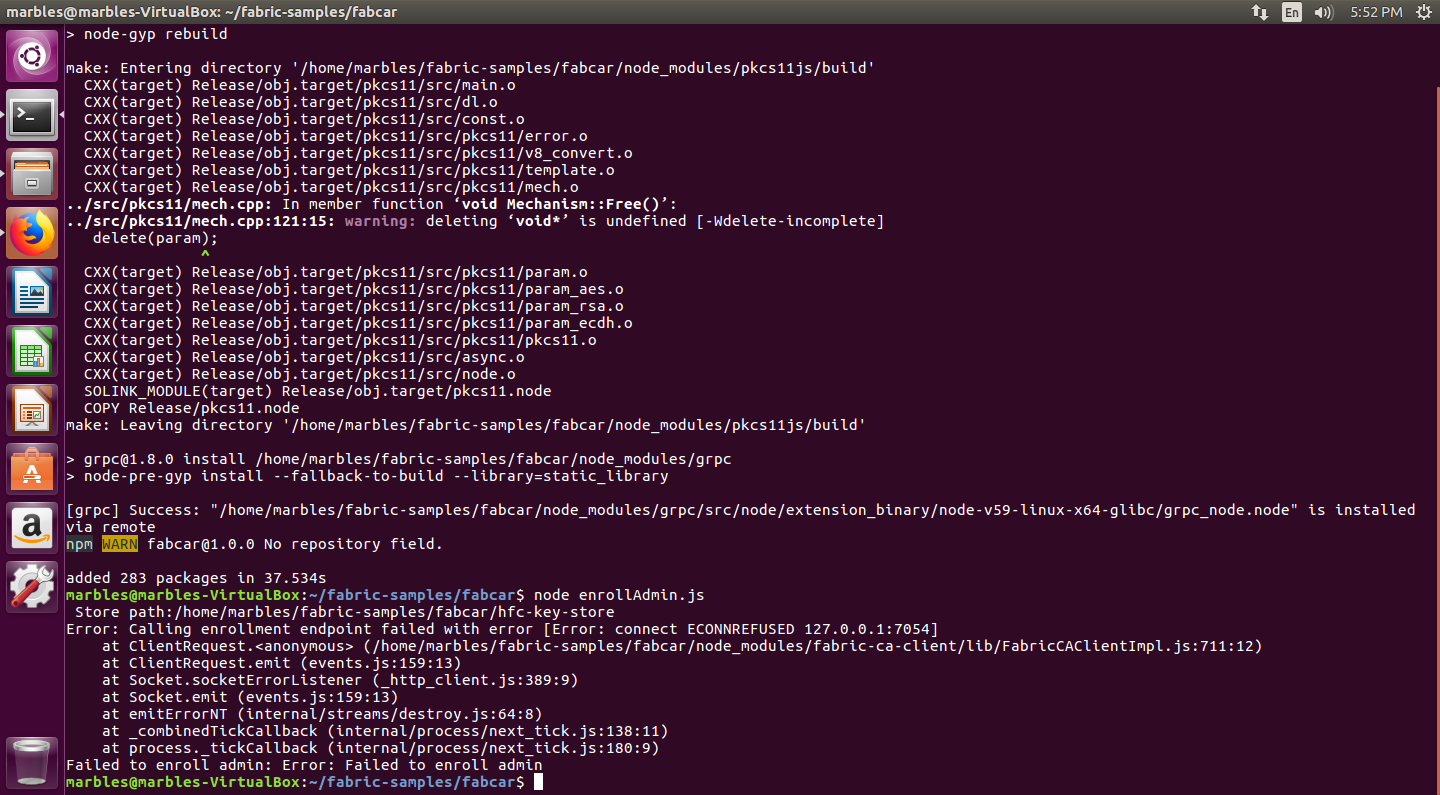 marbles@marbles-VirtualBox: ~/fabric-samples/fabcar
En
5:52 PM
> node-gyp rebuild
make: Entering directory '/home/marbles/fabric-samples/fabcar/node_modules/pkcs11js/build'
CXX(target) Release/obj.target/pkcs11/src/main.o
CXX(target) Release/obj.target/pkcs11/src/dl.o
CXX(target) Release/obj.target/pkcs11/src/const.o
CXX(target) Release/obj.target/pkcs11/src/pkcs11/error.o
CXX(target) Release/obj.target/pkcs11/src/pkcs11/v8_convert.o
CXX(target) Release/obj.target/pkcs11/src/pkcs11/template.o
CXX(target) Release/obj.target/pkcs11/src/pkcs11/mech.o
../src/pkcs11/mech.cpp: In member function ‘void Mechanism::Free()’:
../src/pkcs11/mech.cpp:121:15: warning: deleting ‘void*’ is undefined [-Wdelete-incomplete]
delete(param);
^
CXX(target) Release/obj.target/pkcs11/src/pkcs11/param.o
CXX(target) Release/obj.target/pkcs11/src/pkcs11/param_aes.o
CXX(target) Release/obj.target/pkcs11/src/pkcs11/param_rsa.o
CXX(target) Release/obj.target/pkcs11/src/pkcs11/param_ecdh.o
CXX(target) Release/obj.target/pkcs11/src/pkcs11/pkcs11.o
CXX(target) Release/obj.target/pkcs11/src/async.o
CXX(target) Release/obj.target/pkcs11/src/node.o
SOLINK_MODULE(target) Release/obj.target/pkcs11.node
COPY Release/pkcs11.node
make: Leaving directory '/home/marbles/fabric-samples/fabcar/node_modules/pkcs11js/build'
> grpc@1.8.0 install /home/marbles/fabric-samples/fabcar/node_modules/grpc
> node-pre-gyp install --fallback-to-build --library=static_library
[grpc] Success: "/home/marbles/fabric-samples/fabcar/node_modules/grpc/src/node/extension_binary/node-v59-linux-x64-glibc/grpc_node.node" is installed
via remote
npm WARN fabcar@1.0.0 No repository field.
added 283 packages in 37.534s
marbles@marbles-VirtualBox:~/fabric-samples/fabcar$ node enrollAdmin.js
Store path:/home/marbles/fabric-samples/fabcar/hfc-key-store
Error: Calling enrollment endpoint failed with error [Error: connect ECONNREFUSED 127.0.0.1:7054]
at ClientRequest.<anonymous> (/home/marbles/fabric-samples/fabcar/node_modules/fabric-ca-client/lib/FabricCAClientImpl.js:711:12)
at ClientRequest.emit (events.js:159:13)
at Socket.socketErrorListener (_http_client.js:389:9)
at Socket.emit (events.js:159:13)
at emitErrorNT (internal/streams/destroy.js:64:8)
at _combinedTickCallback (internal/process/next_tick.js:138:11)
at process._tickCallback (internal/process/next_tick.js:180:9)
Failed to enroll admin: Error: Failed to enroll admin
marbles@marbles-VirtualBox:~/fabric-samples/fabcar$